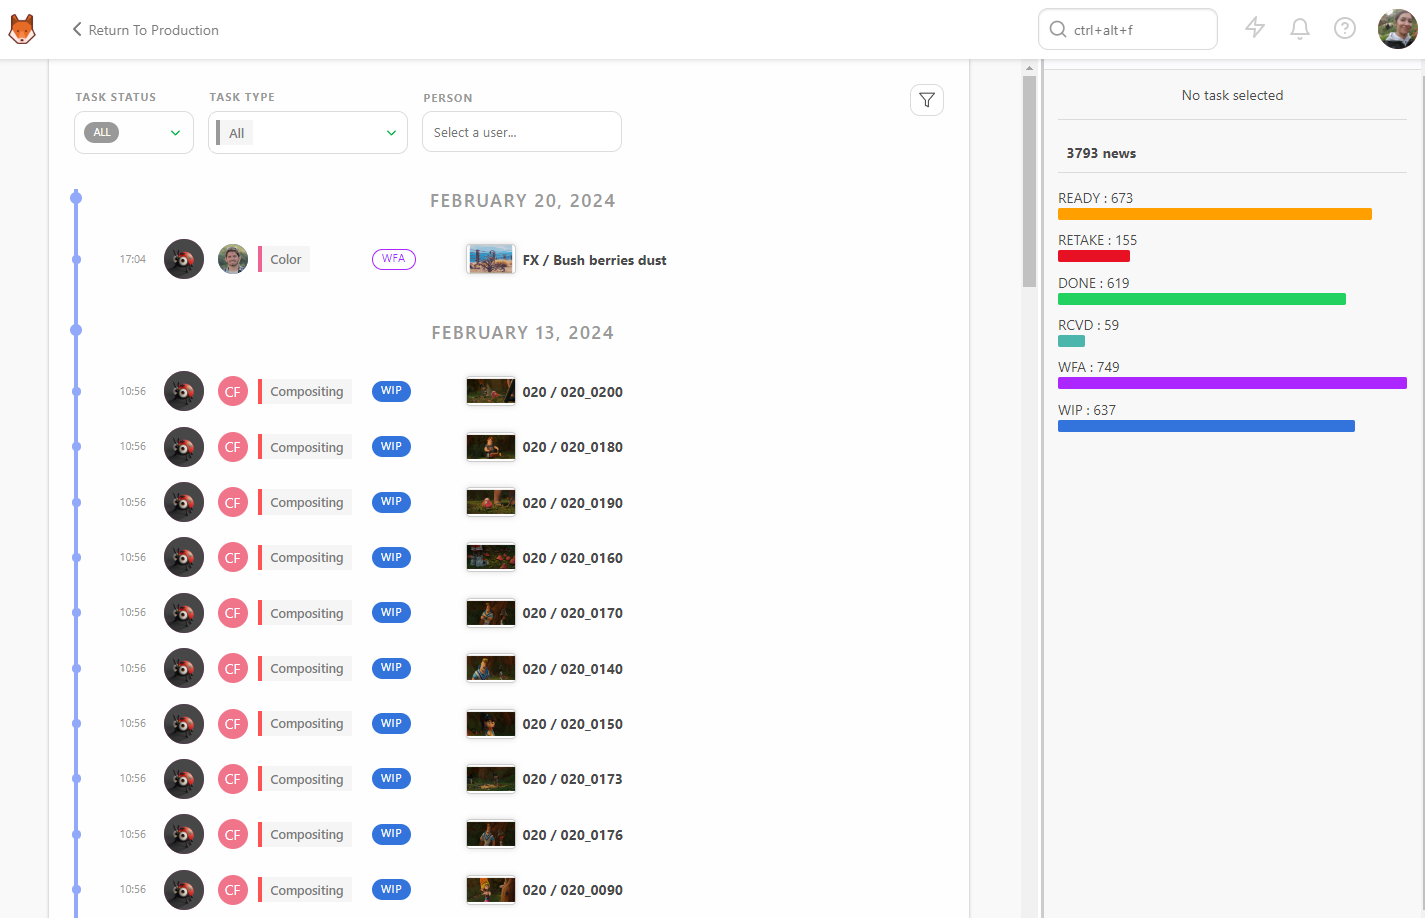 Return To Production
ctrl+alt+f
TASK STATUS
TASK TYPE
PERSON
ALL
All
Select a user...
FEBRUARY 20, 2024
17:04
Color
WFA
FX / Bush berries dust
FEBRUARY 13, 2024
10:56 CF Compositing WIP 020 / 020_0200
10:56 CF Compositing WIP 020 / 020_0180
10:56 CF Compositing WIP 020 / 020_0190
10:56 CF Compositing WIP 020 / 020_0160
10:56 CF Compositing WIP 020 / 020_0170
10:56 CF Compositing WIP 020 / 020_0140
10:56 CF Compositing WIP 020 / 020_0150
10:56 CF Compositing WIP 020 / 020_0173
10:56 CF Compositing WIP 020 / 020_0176
10:56 CF Compositing WIP 020 / 020_0090
No task selected
3793 news
READY : 673
RETAKE : 155
DONE : 619
RCVD : 59
WFA : 749
WIP : 637